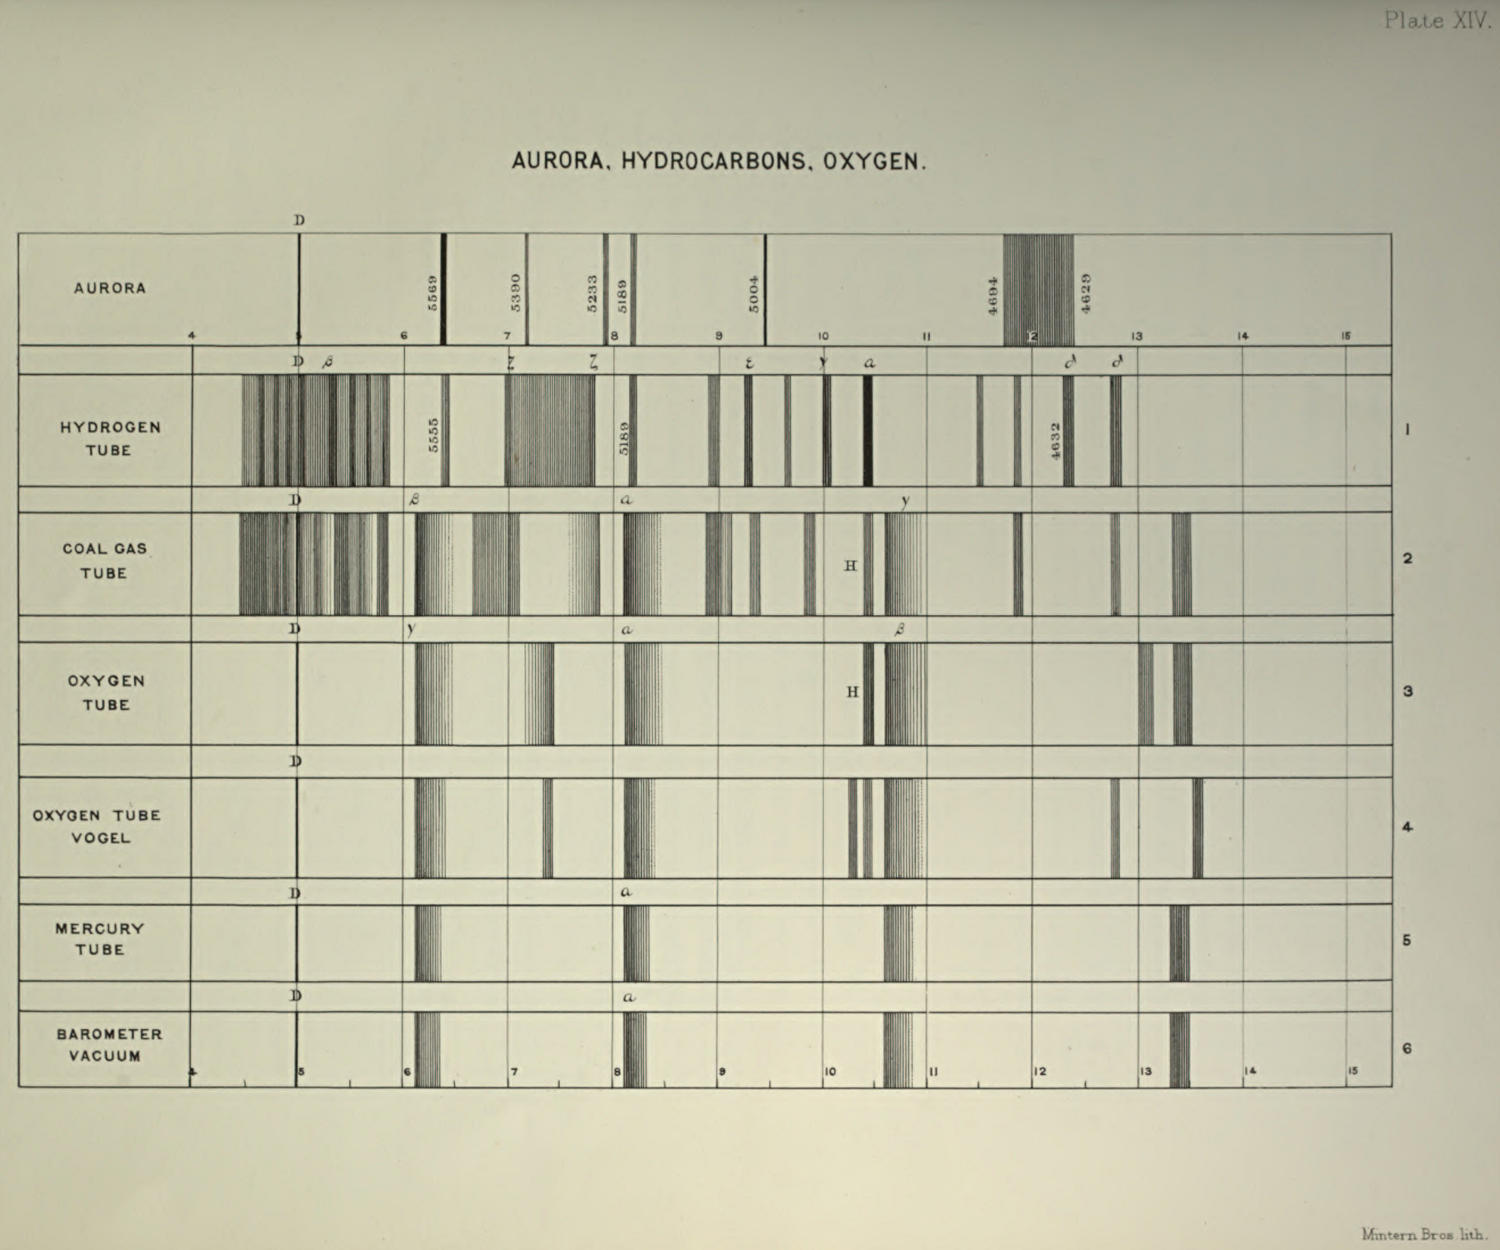 Plate XIV.
AURORA, HYDROCARBONS, OXYGEN.
D
AURORA
5569 5390 5233 5189 5004 4694 4629
4 5 6 7 8 9 10 11 12 13 14 15
D β ζ ζ ε γ α δ δ
HYDROGEN
TUBE
5555 5189 4632
1
D β α γ
COAL GAS
TUBE
H
2
D γ α β
OXYGEN
TUBE
H
3
D
OXYGEN TUBE
VOGEL
4
D α
MERCURY
TUBE
5
D α
BAROMETER
VACUUM
6
4 5 6 7 8 9 10 11 12 13 14 15
Mintern Bros. lith.